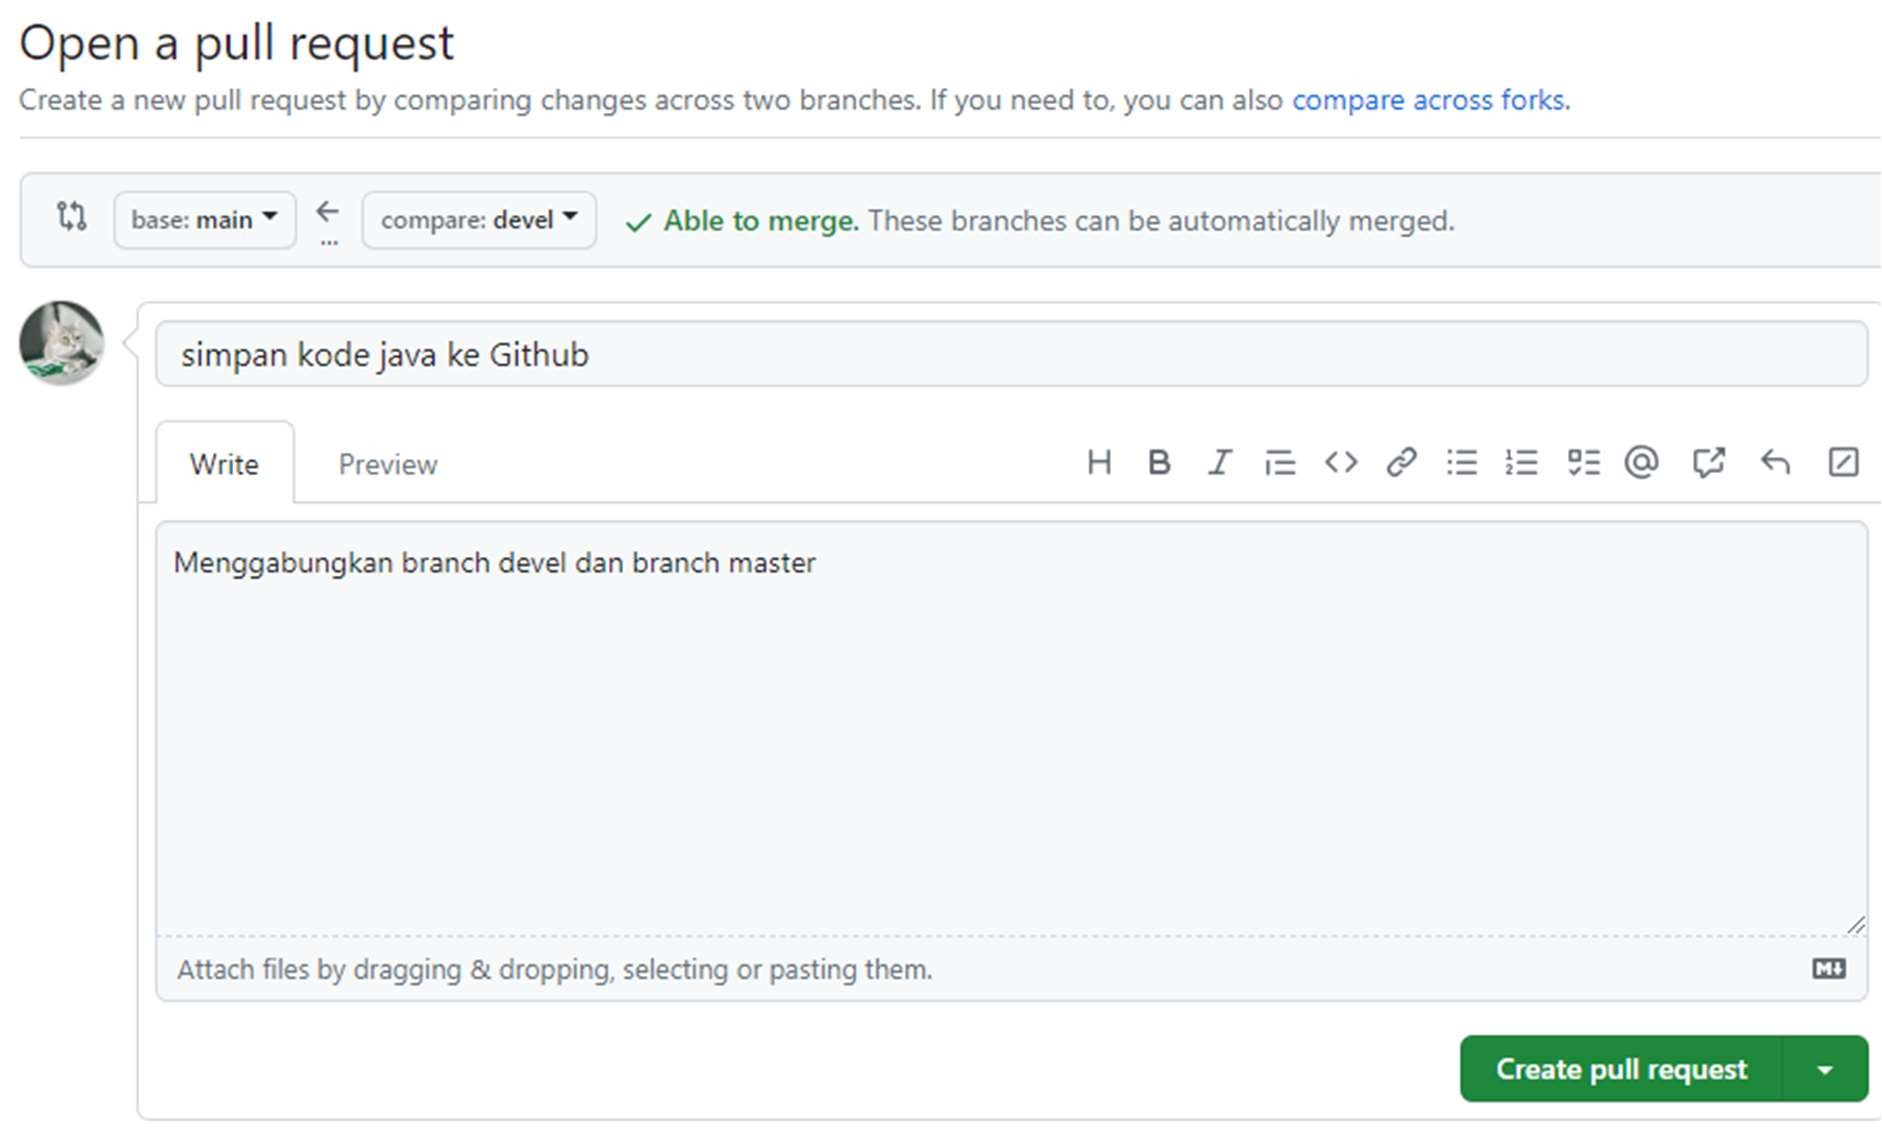 Open a pull request
Create a new pull request by comparing changes across two branches. If you need to, you can also compare across forks.
base: main ... compare: devel Able to merge. These branches can be automatically merged.
simpan kode java ke Github
Write Preview H B I @
Menggabungkan branch devel dan branch master
Attach files by dragging & dropping, selecting or pasting them. M
Create pull request